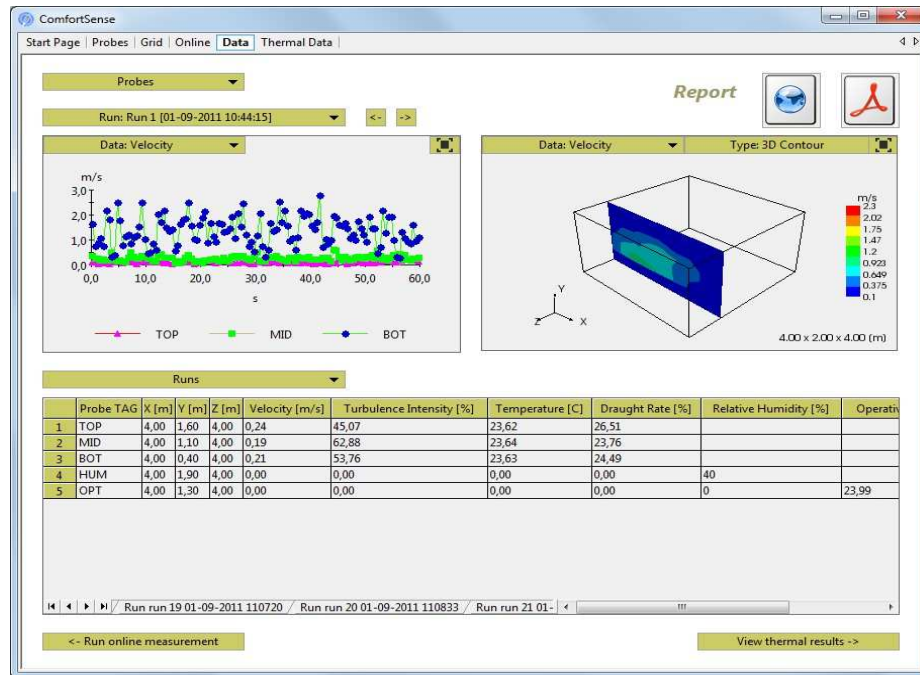 ComfortSense
Start Page | Probes | Grid | Online | Data | Thermal Data |
Probes
Report
Run: Run 1 [01-09-2011 10:44:15]
<-
->
Data: Velocity
m/s
3,0
2,0
1,0
0,0
0,0 10,0 20,0 30,0 40,0 50,0 60,0
s
TOP MID BOT
Data: Velocity
Type: 3D Contour
m/s
2.3
2.02
1.75
1.47
1.2
0.923
0.649
0.375
0.1
Y
Z X
4.00 x 2.00 x 4.00 (m)
Runs
Probe TAG X [m] Y [m] Z [m] Velocity [m/s] Turbulence Intensity [%] Temperature [C] Draught Rate [%] Relative Humidity [%] Operativ
1 TOP 4,00 1,60 4,00 0,24 45,07 23,62 26,51
2 MID 4,00 1,10 4,00 0,19 62,88 23,64 23,76
3 BOT 4,00 0,40 4,00 0,21 53,76 23,63 24,49
4 HUM 4,00 1,90 4,00 0,00 0,00 0,00 0,00 40
5 OPT 4,00 1,30 4,00 0,00 0,00 0,00 0,00 0 23,99
Run run 19 01-09-2011 110720 / Run run 20 01-09-2011 110833 / Run run 21 01-
<- Run online measurement
View thermal results ->